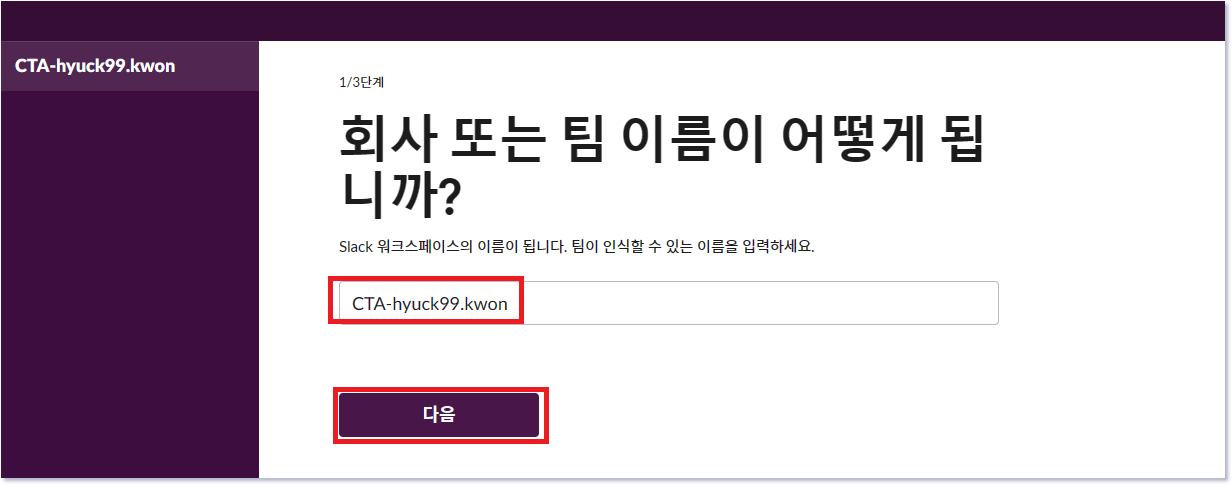 CTA-hyuck99.kwon
1/3단계
회사 또는 팀 이름이 어떻게 됩
니까?
Slack 워크스페이스의 이름이 됩니다. 팀이 인식할 수 있는 이름을 입력하세요.
CTA-hyuck99.kwon
다음